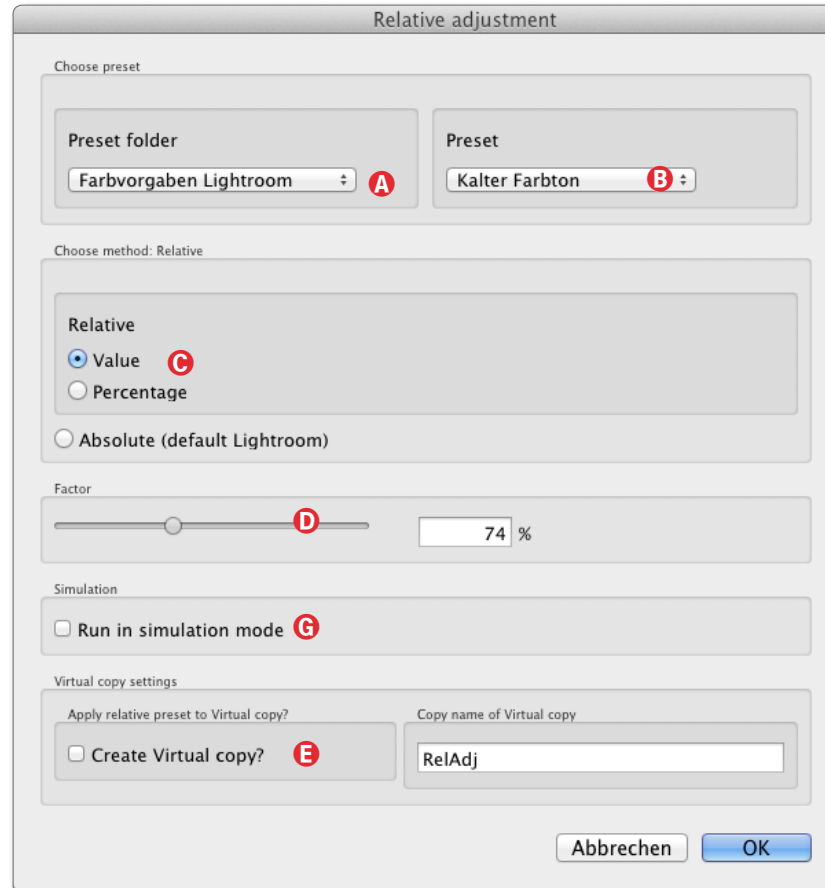 Relative adjustment
Choose preset
Preset folder
Farbvorgaben Lightroom A
Preset
Kalter Farbton B
Choose method: Relative
Relative
Value C
Percentage
Absolute (default Lightroom)
Factor
D 74 %
Simulation
Run in simulation mode G
Virtual copy settings
Apply relative preset to Virtual copy?
Create Virtual copy? E
Copy name of Virtual copy
RelAdj
Abbrechen OK